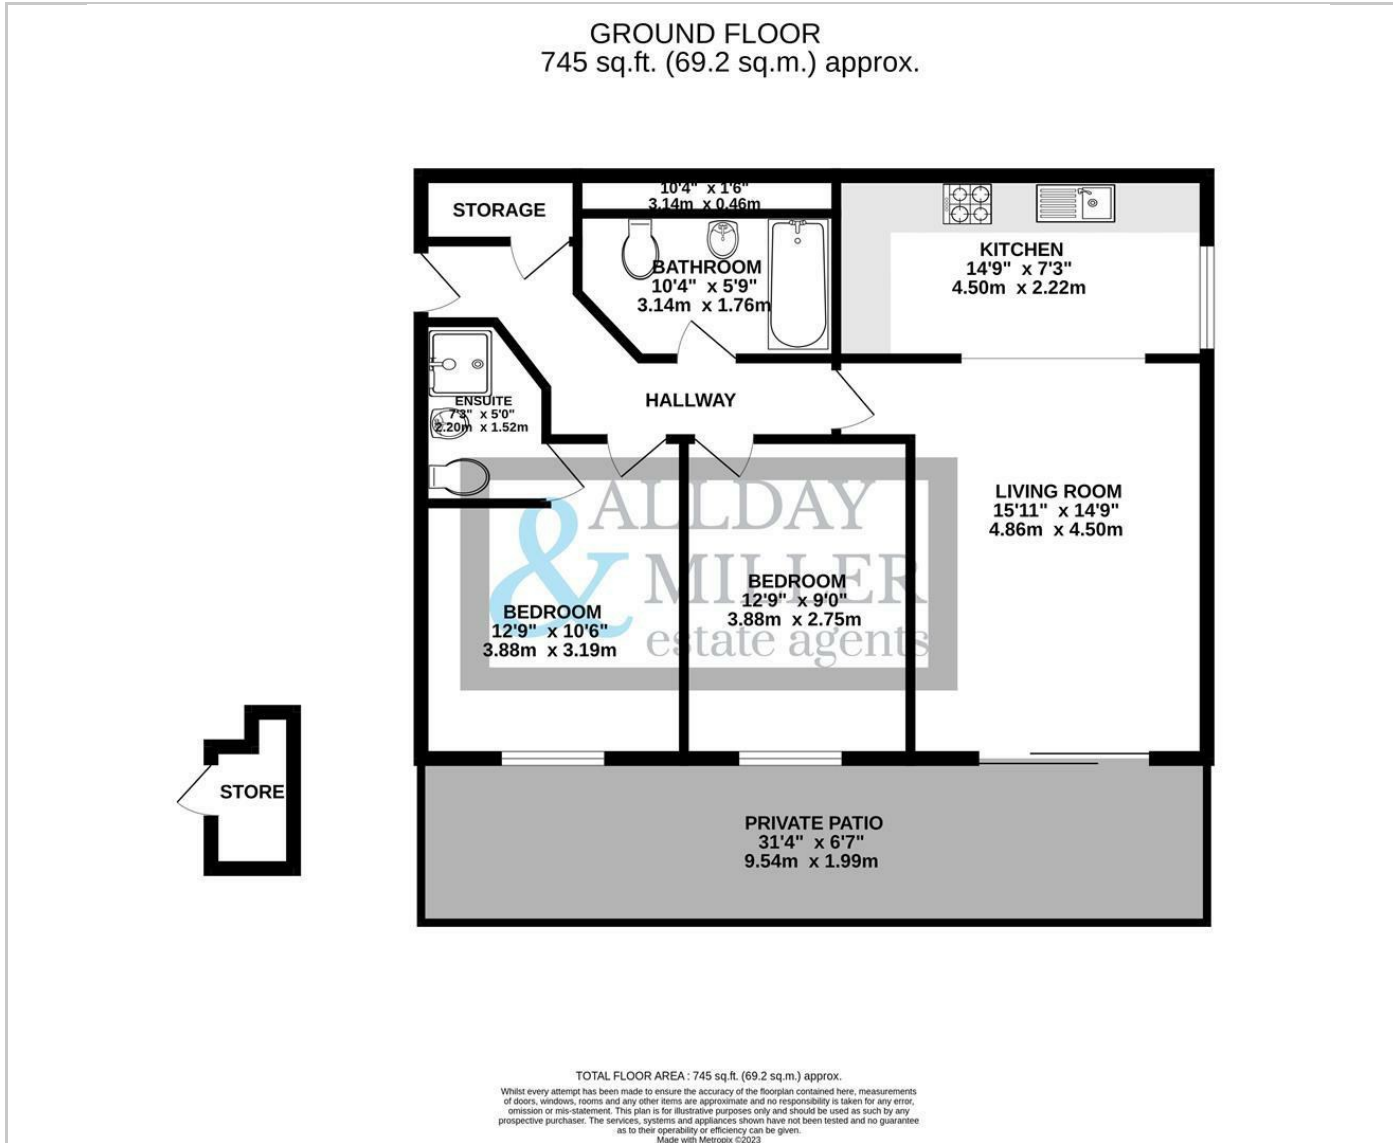 GROUND FLOOR
745 sq.ft. (69.2 sq.m.) approx.
STORAGE
10'4" x 1'6"
3.14m x 0.46m
BATHROOM
10'4" x 5'9"
3.14m x 1.76m
KITCHEN
14'9" x 7'3"
4.50m x 2.22m
ENSUITE
7'3" x 5'0"
2.20m x 1.52m
HALLWAY
LIVING ROOM
15'11" x 14'9"
4.86m x 4.50m
ALLDAY
& MILLER
estate agents
BEDROOM
12'9" x 10'6"
3.88m x 3.19m
BEDROOM
12'9" x 9'0"
3.88m x 2.75m
STORE
PRIVATE PATIO
31'4" x 6'7"
9.54m x 1.99m
TOTAL FLOOR AREA : 745 sq.ft. (69.2 sq.m.) approx.
Whilst every attempt has been made to ensure the accuracy of the floorplan contained here, measurements
of doors, windows, rooms and any other items are approximate and no responsibility is taken for any error,
omission or mis-statement. This plan is for illustrative purposes only and should be used as such by any
prospective purchaser. The services, systems and appliances shown have not been tested and no guarantee
as to their operability or efficiency can be given.
Made with Metropix ©2023